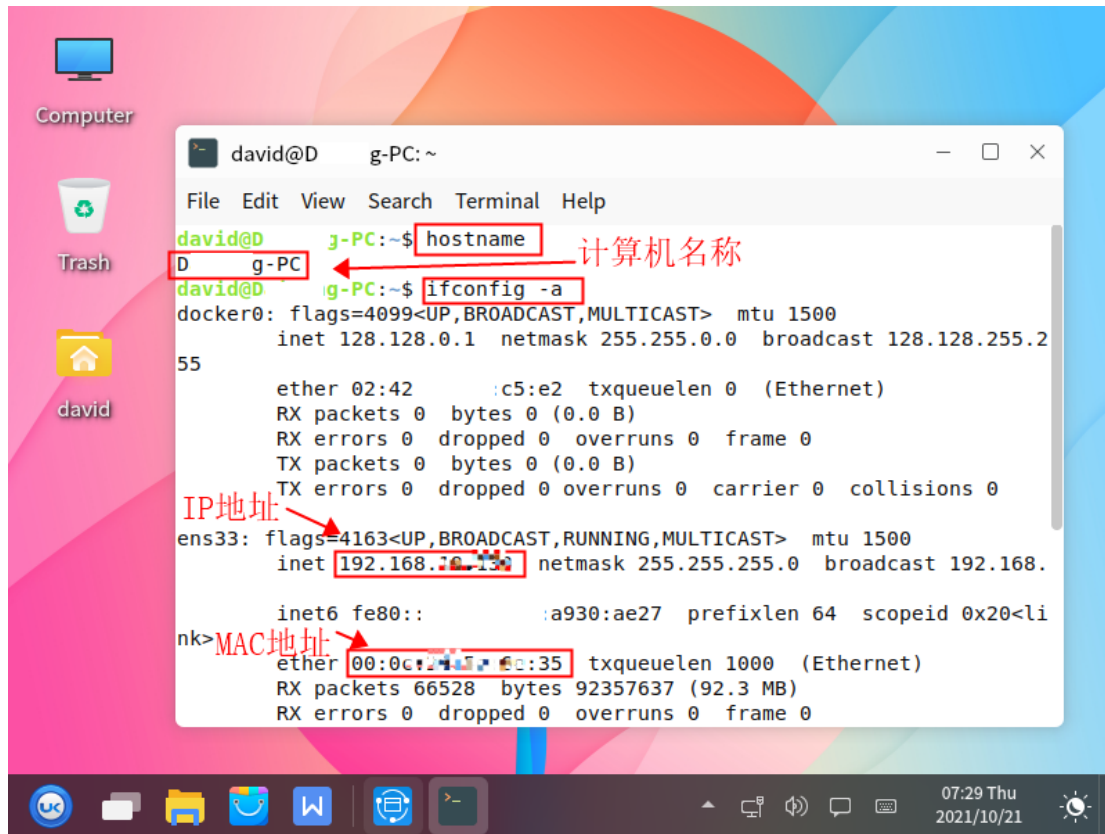 Computer
Trash
david
david@D g-PC: ~
File Edit View Search Terminal Help
david@D g-PC:~$ hostname
计算机名称
D g-PC
david@D g-PC:~$ ifconfig -a
docker0: flags=4099<UP,BROADCAST,MULTICAST> mtu 1500
inet 128.128.0.1 netmask 255.255.0.0 broadcast 128.128.255.2
55
ether 02:42 :c5:e2 txqueuelen 0 (Ethernet)
RX packets 0 bytes 0 (0.0 B)
RX errors 0 dropped 0 overruns 0 frame 0
TX packets 0 bytes 0 (0.0 B)
TX errors 0 dropped 0 overruns 0 carrier 0 collisions 0
IP地址
ens33: flags=4163<UP,BROADCAST,RUNNING,MULTICAST> mtu 1500
inet 192.168. netmask 255.255.255.0 broadcast 192.168.
inet6 fe80:: :a930:ae27 prefixlen 64 scopeid 0x20<li
nk>
MAC地址
ether 00:0c :35 txqueuelen 1000 (Ethernet)
RX packets 66528 bytes 92357637 (92.3 MB)
RX errors 0 dropped 0 overruns 0 frame 0
07:29 Thu
2021/10/21